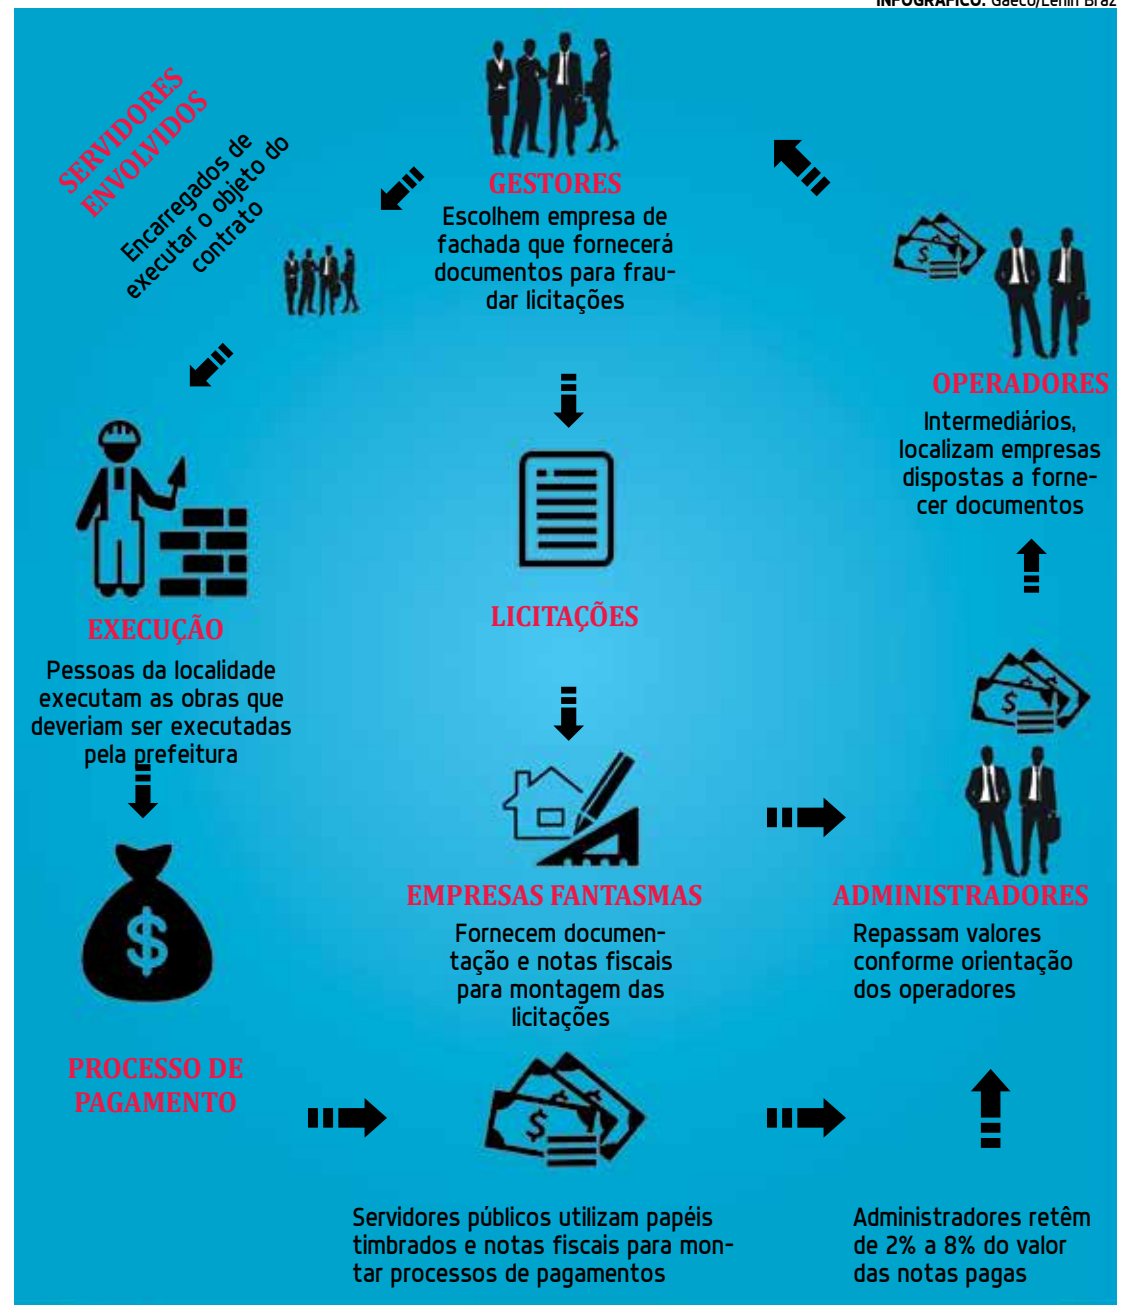 INFOGRÁFICO: Gaeco/Lenin Braz
SERVIDORES
ENVOLVIDOS
Encarregados de
executar o objeto do
contrato
GESTORES
Escolhem empresa de
fachada que fornecerá
documentos para frau-
dar licitações
OPERADORES
Intermediários,
localizam empresas
dispostas a forne-
cer documentos
EXECUÇÃO
Pessoas da localidade
executam as obras que
deveriam ser executadas
pela prefeitura
LICITAÇÕES
$
EMPRESAS FANTASMAS
Fornecem documen-
tação e notas fiscais
para montagem das
licitações
ADMINISTRADORES
Repassam valores
conforme orientação
dos operadores
$
PROCESSO DE
PAGAMENTO
$
Servidores públicos utilizam papéis
timbrados e notas fiscais para mon-
tar processos de pagamentos
Administradores retêm
de 2% a 8% do valor
das notas pagas